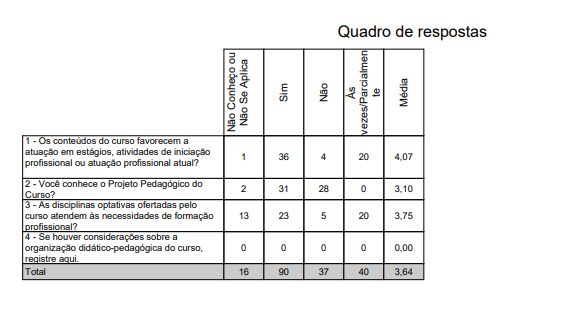 Quadro de respostas
Não Conheço ou
Não Se Aplica
Sim
Não
Às
vezes/Parcialmen
te
Média
1 - Os conteúdos do curso favorecem a
atuação em estágios, atividades de iniciação
profissional ou atuação profissional atual?
1 36 4 20 4,07
2 - Você conhece o Projeto Pedagógico do
Curso?
2 31 28 0 3,10
3 - As disciplinas optativas ofertadas pelo
curso atendem às necessidades de formação
profissional?
13 23 5 20 3,75
4 - Se houver considerações sobre a
organização didático-pedagógica do curso,
registre aqui.
0 0 0 0 0,00
Total 16 90 37 40 3,64